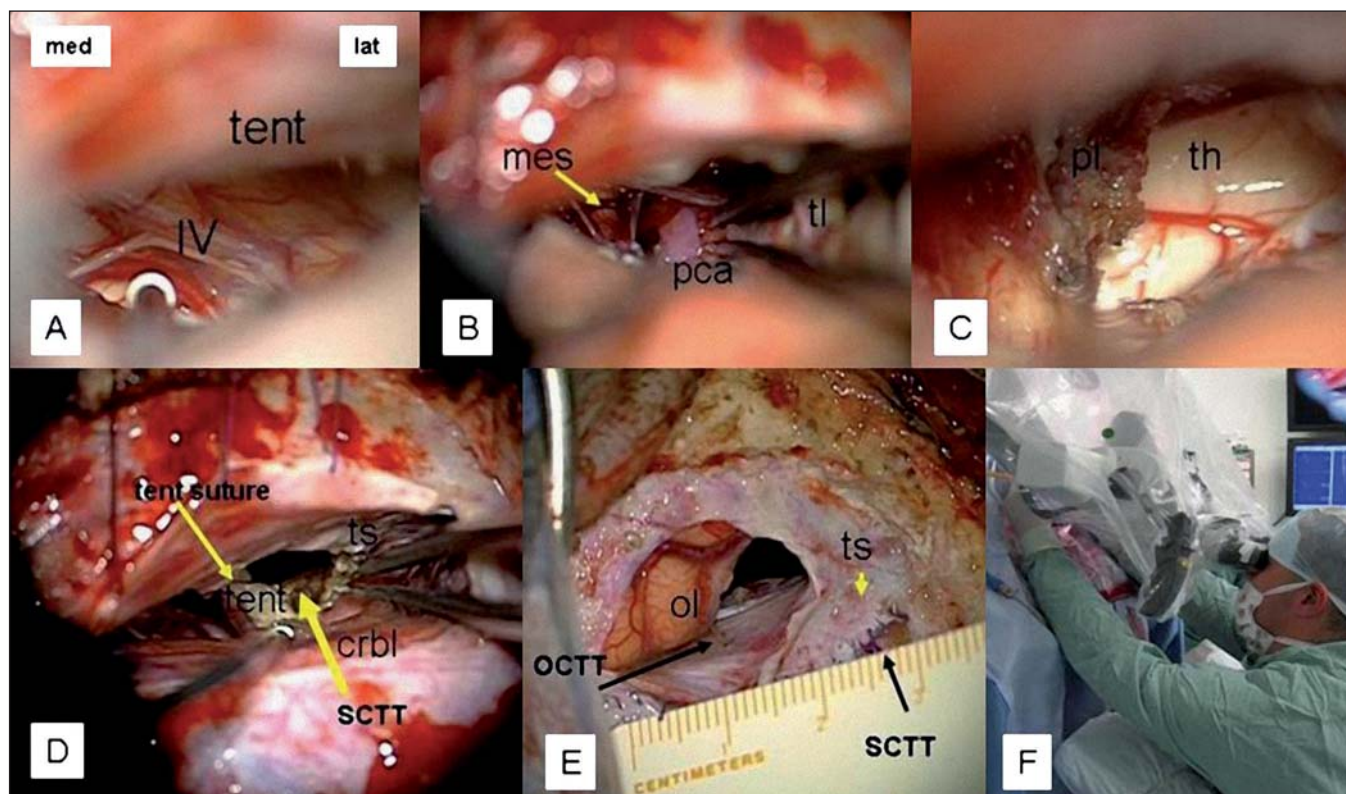 med
lat
tent
IV
A
mes
tl
pca
B
pl
th
C
tent suture
ts
tent
crbl
SCTT
D
ts
ol
OCTT
SCTT
CENTIMETERS
E
F